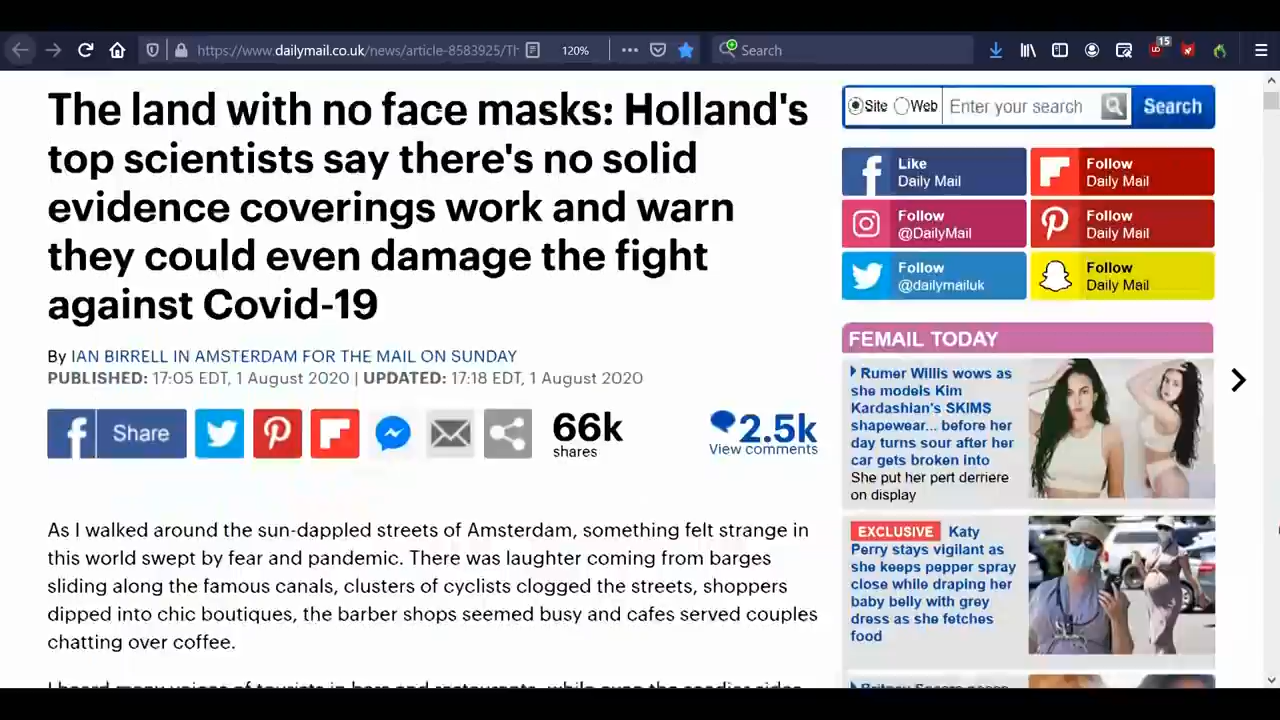 https://www.dailymail.co.uk/news/article-8583925/Th
120%
Search
15
The land with no face masks: Holland's
top scientists say there's no solid
evidence coverings work and warn
they could even damage the fight
against Covid-19
By IAN BIRRELL IN AMSTERDAM FOR THE MAIL ON SUNDAY
PUBLISHED: 17:05 EDT, 1 August 2020 | UPDATED: 17:18 EDT, 1 August 2020
Share
66k
shares
2.5k
View comments
As I walked around the sun-dappled streets of Amsterdam, something felt strange in
this world swept by fear and pandemic. There was laughter coming from barges
sliding along the famous canals, clusters of cyclists clogged the streets, shoppers
dipped into chic boutiques, the barber shops seemed busy and cafes served couples
chatting over coffee.
Site Web Enter your search Search
Like
Daily Mail
Follow
Daily Mail
Follow
@DailyMail
Follow
Daily Mail
Follow
@dailymailuk
Follow
Daily Mail
FEMAIL TODAY
Rumer Willis wows as
she models Kim
Kardashian's SKIMS
shapewear... before her
day turns sour after her
car gets broken into
She put her pert derriere
on display
EXCLUSIVE Katy
Perry stays vigilant as
she keeps pepper spray
close while draping her
baby belly with grey
dress as she fetches
food